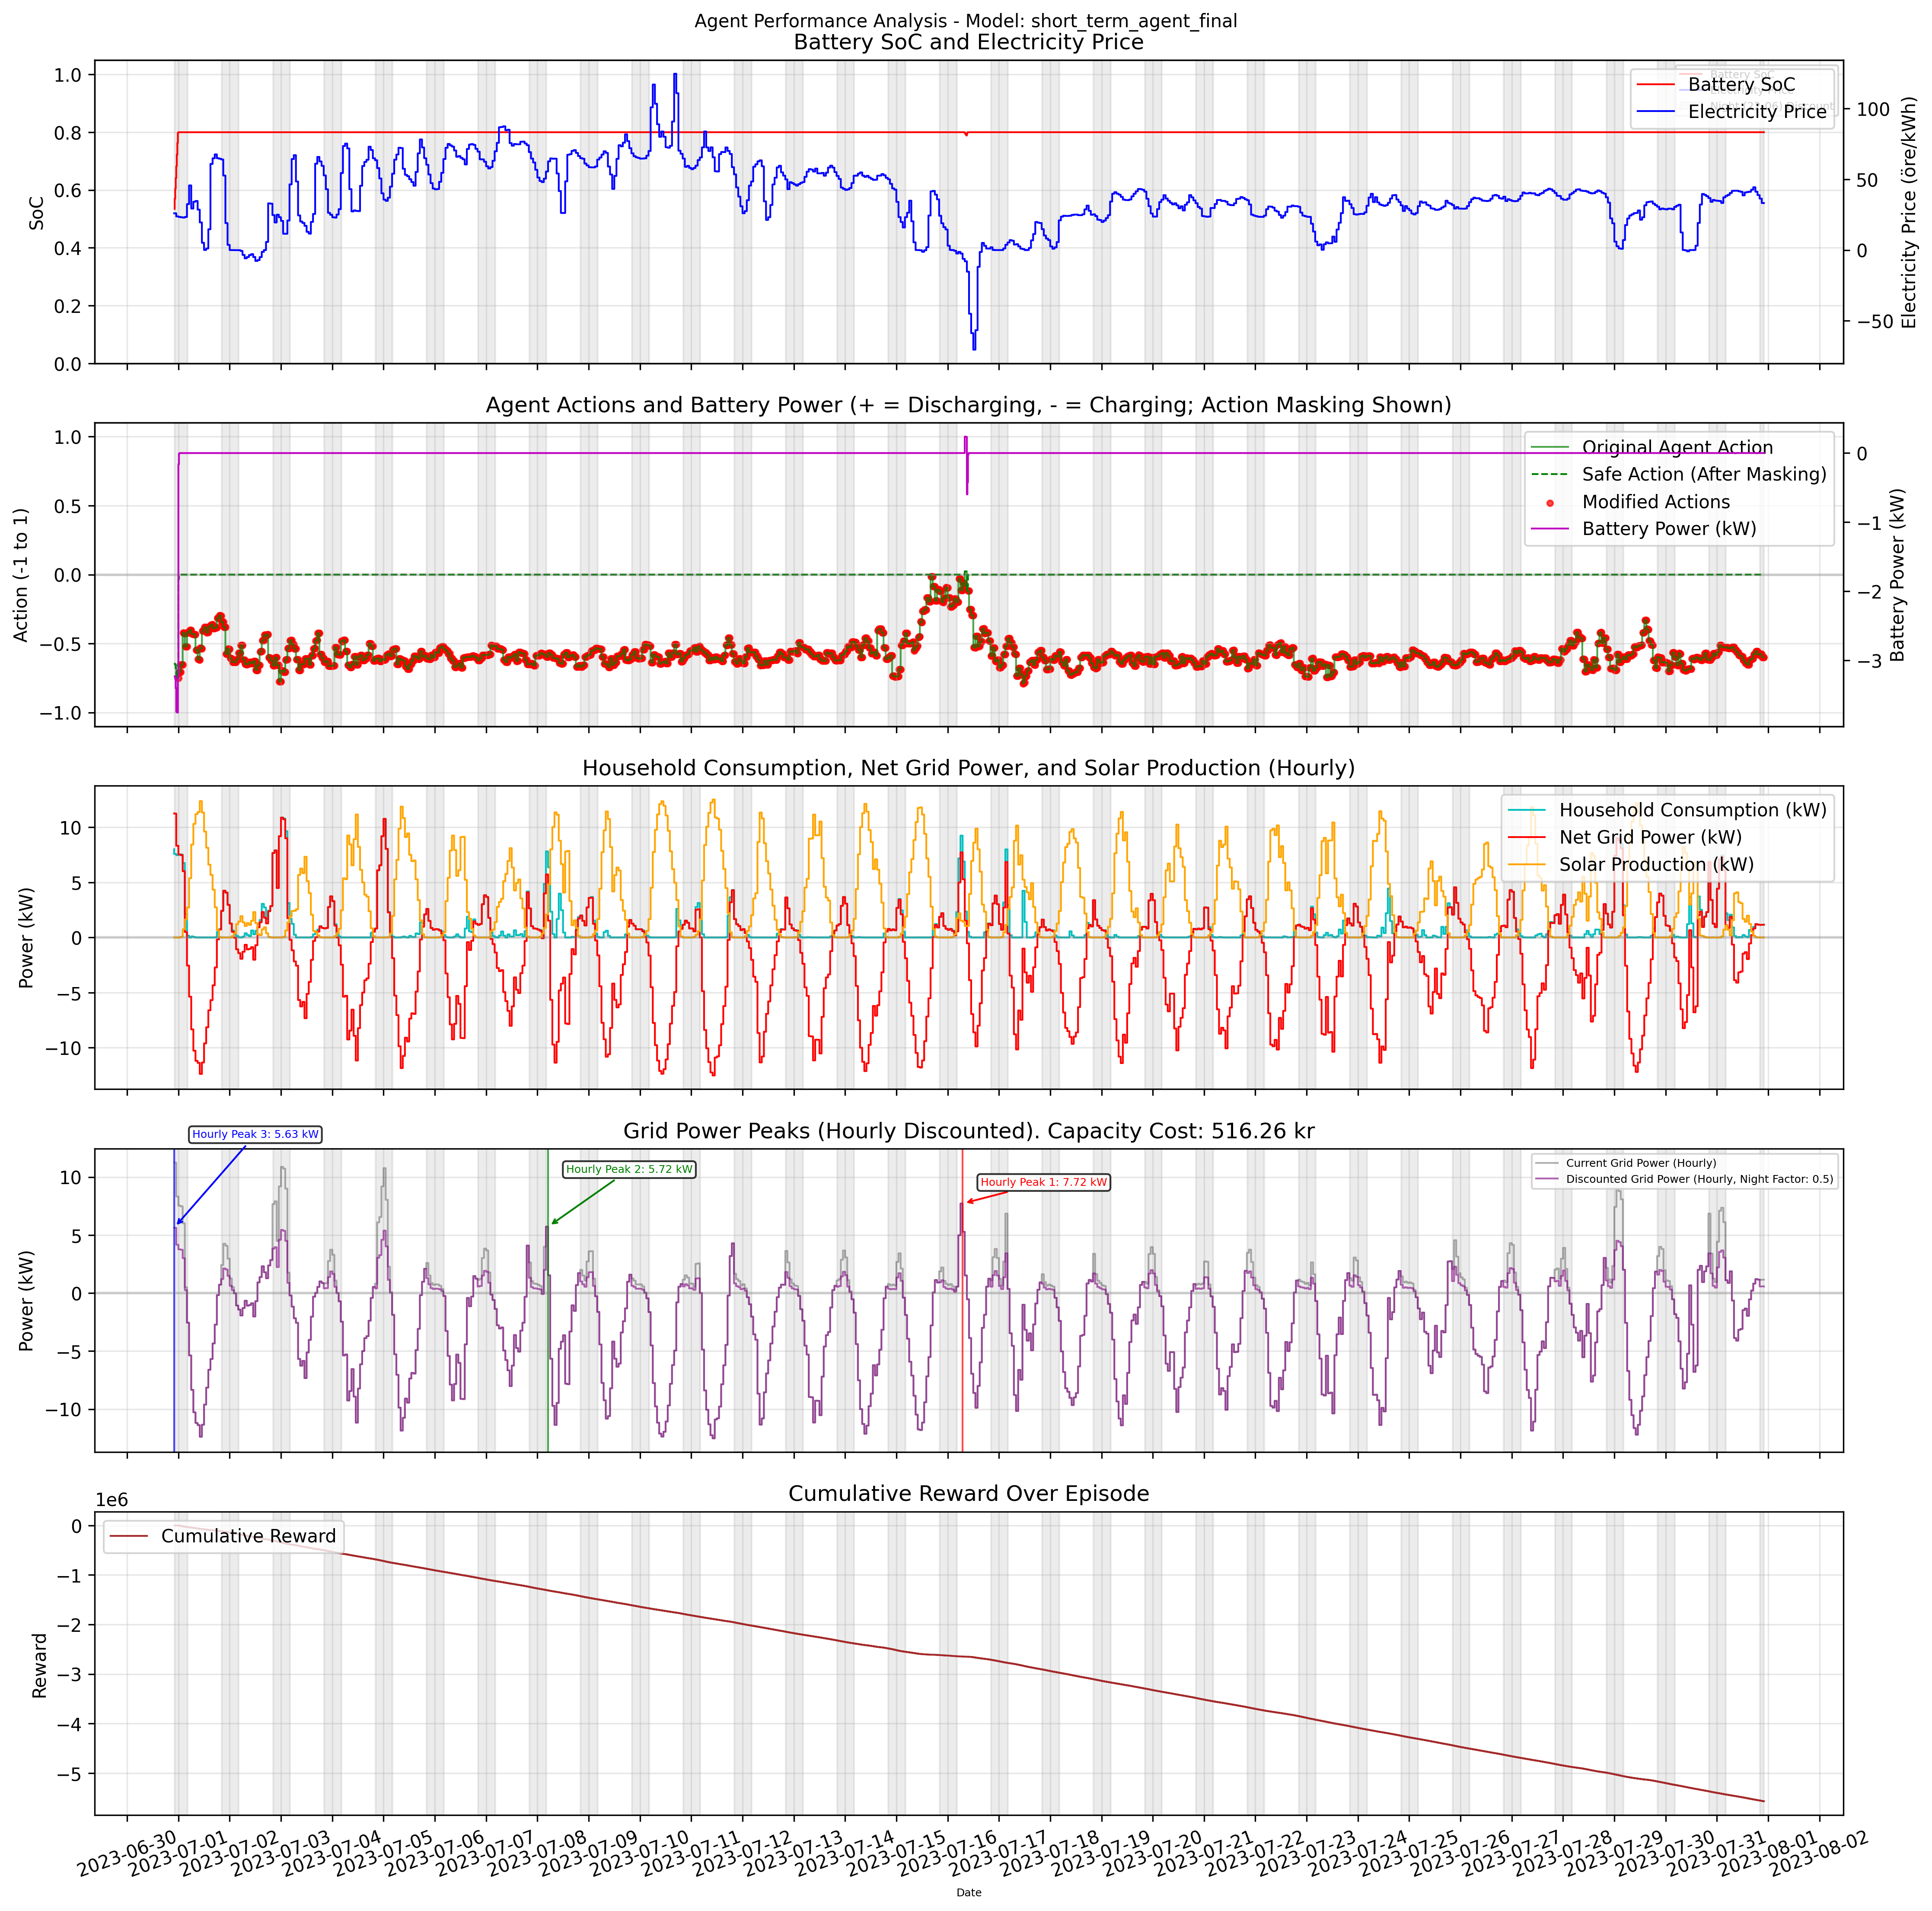 Agent Performance Analysis - Model: short_term_agent_final
Battery SoC and Electricity Price
1.0
0.8
0.6
0.4
0.2
0.0
SoC
100
50
0
−50
Electricity Price (öre/kWh)
Battery SoC
Electricity Price
Agent Actions and Battery Power (+ = Discharging, - = Charging; Action Masking Shown)
1.0
0.5
0.0
−0.5
−1.0
Action (-1 to 1)
0
−1
−2
−3
Battery Power (kW)
Original Agent Action
Safe Action (After Masking)
Modified Actions
Battery Power (kW)
Household Consumption, Net Grid Power, and Solar Production (Hourly)
10
5
0
−5
−10
Power (kW)
Household Consumption (kW)
Net Grid Power (kW)
Solar Production (kW)
Grid Power Peaks (Hourly Discounted). Capacity Cost: 516.26 kr
Hourly Peak 3: 5.63 kW
Hourly Peak 2: 5.72 kW
Hourly Peak 1: 7.72 kW
10
5
0
−5
−10
Power (kW)
Current Grid Power (Hourly)
Discounted Grid Power (Hourly, Night Factor: 0.5)
Cumulative Reward Over Episode
1e6
0
−1
−2
−3
−4
−5
Reward
Cumulative Reward
2023-06-30
2023-07-01
2023-07-02
2023-07-03
2023-07-04
2023-07-05
2023-07-06
2023-07-07
2023-07-08
2023-07-09
2023-07-10
2023-07-11
2023-07-12
2023-07-13
2023-07-14
2023-07-15
2023-07-16
2023-07-17
2023-07-18
2023-07-19
2023-07-20
2023-07-21
2023-07-22
2023-07-23
2023-07-24
2023-07-25
2023-07-26
2023-07-27
2023-07-28
2023-07-29
2023-07-30
2023-07-31
2023-08-01
2023-08-02
Date